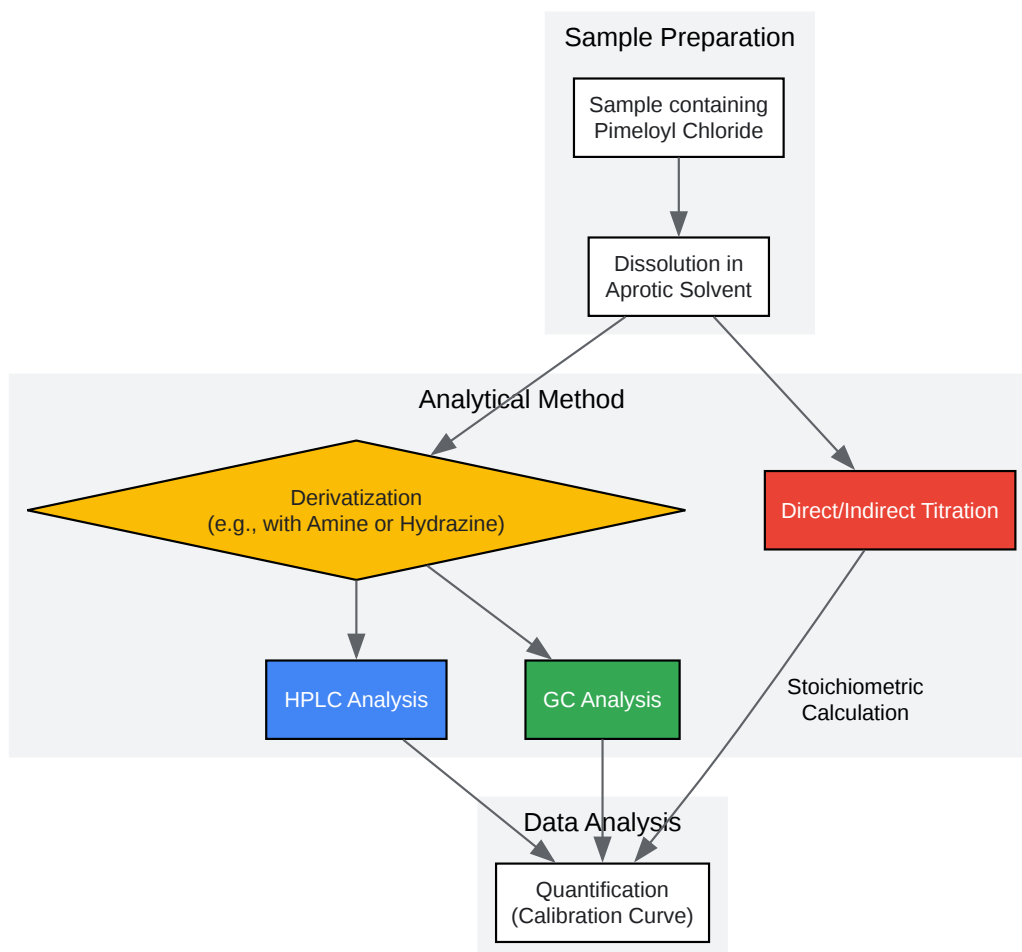 Sample Preparation
Sample containing
Pimeloyl Chloride
Dissolution in
Aprotic Solvent
Analytical Method
Derivatization
(e.g., with Amine or Hydrazine)
Direct/Indirect Titration
HPLC Analysis
GC Analysis
Stoichiometric
Calculation
Data Analysis
Quantification
(Calibration Curve)